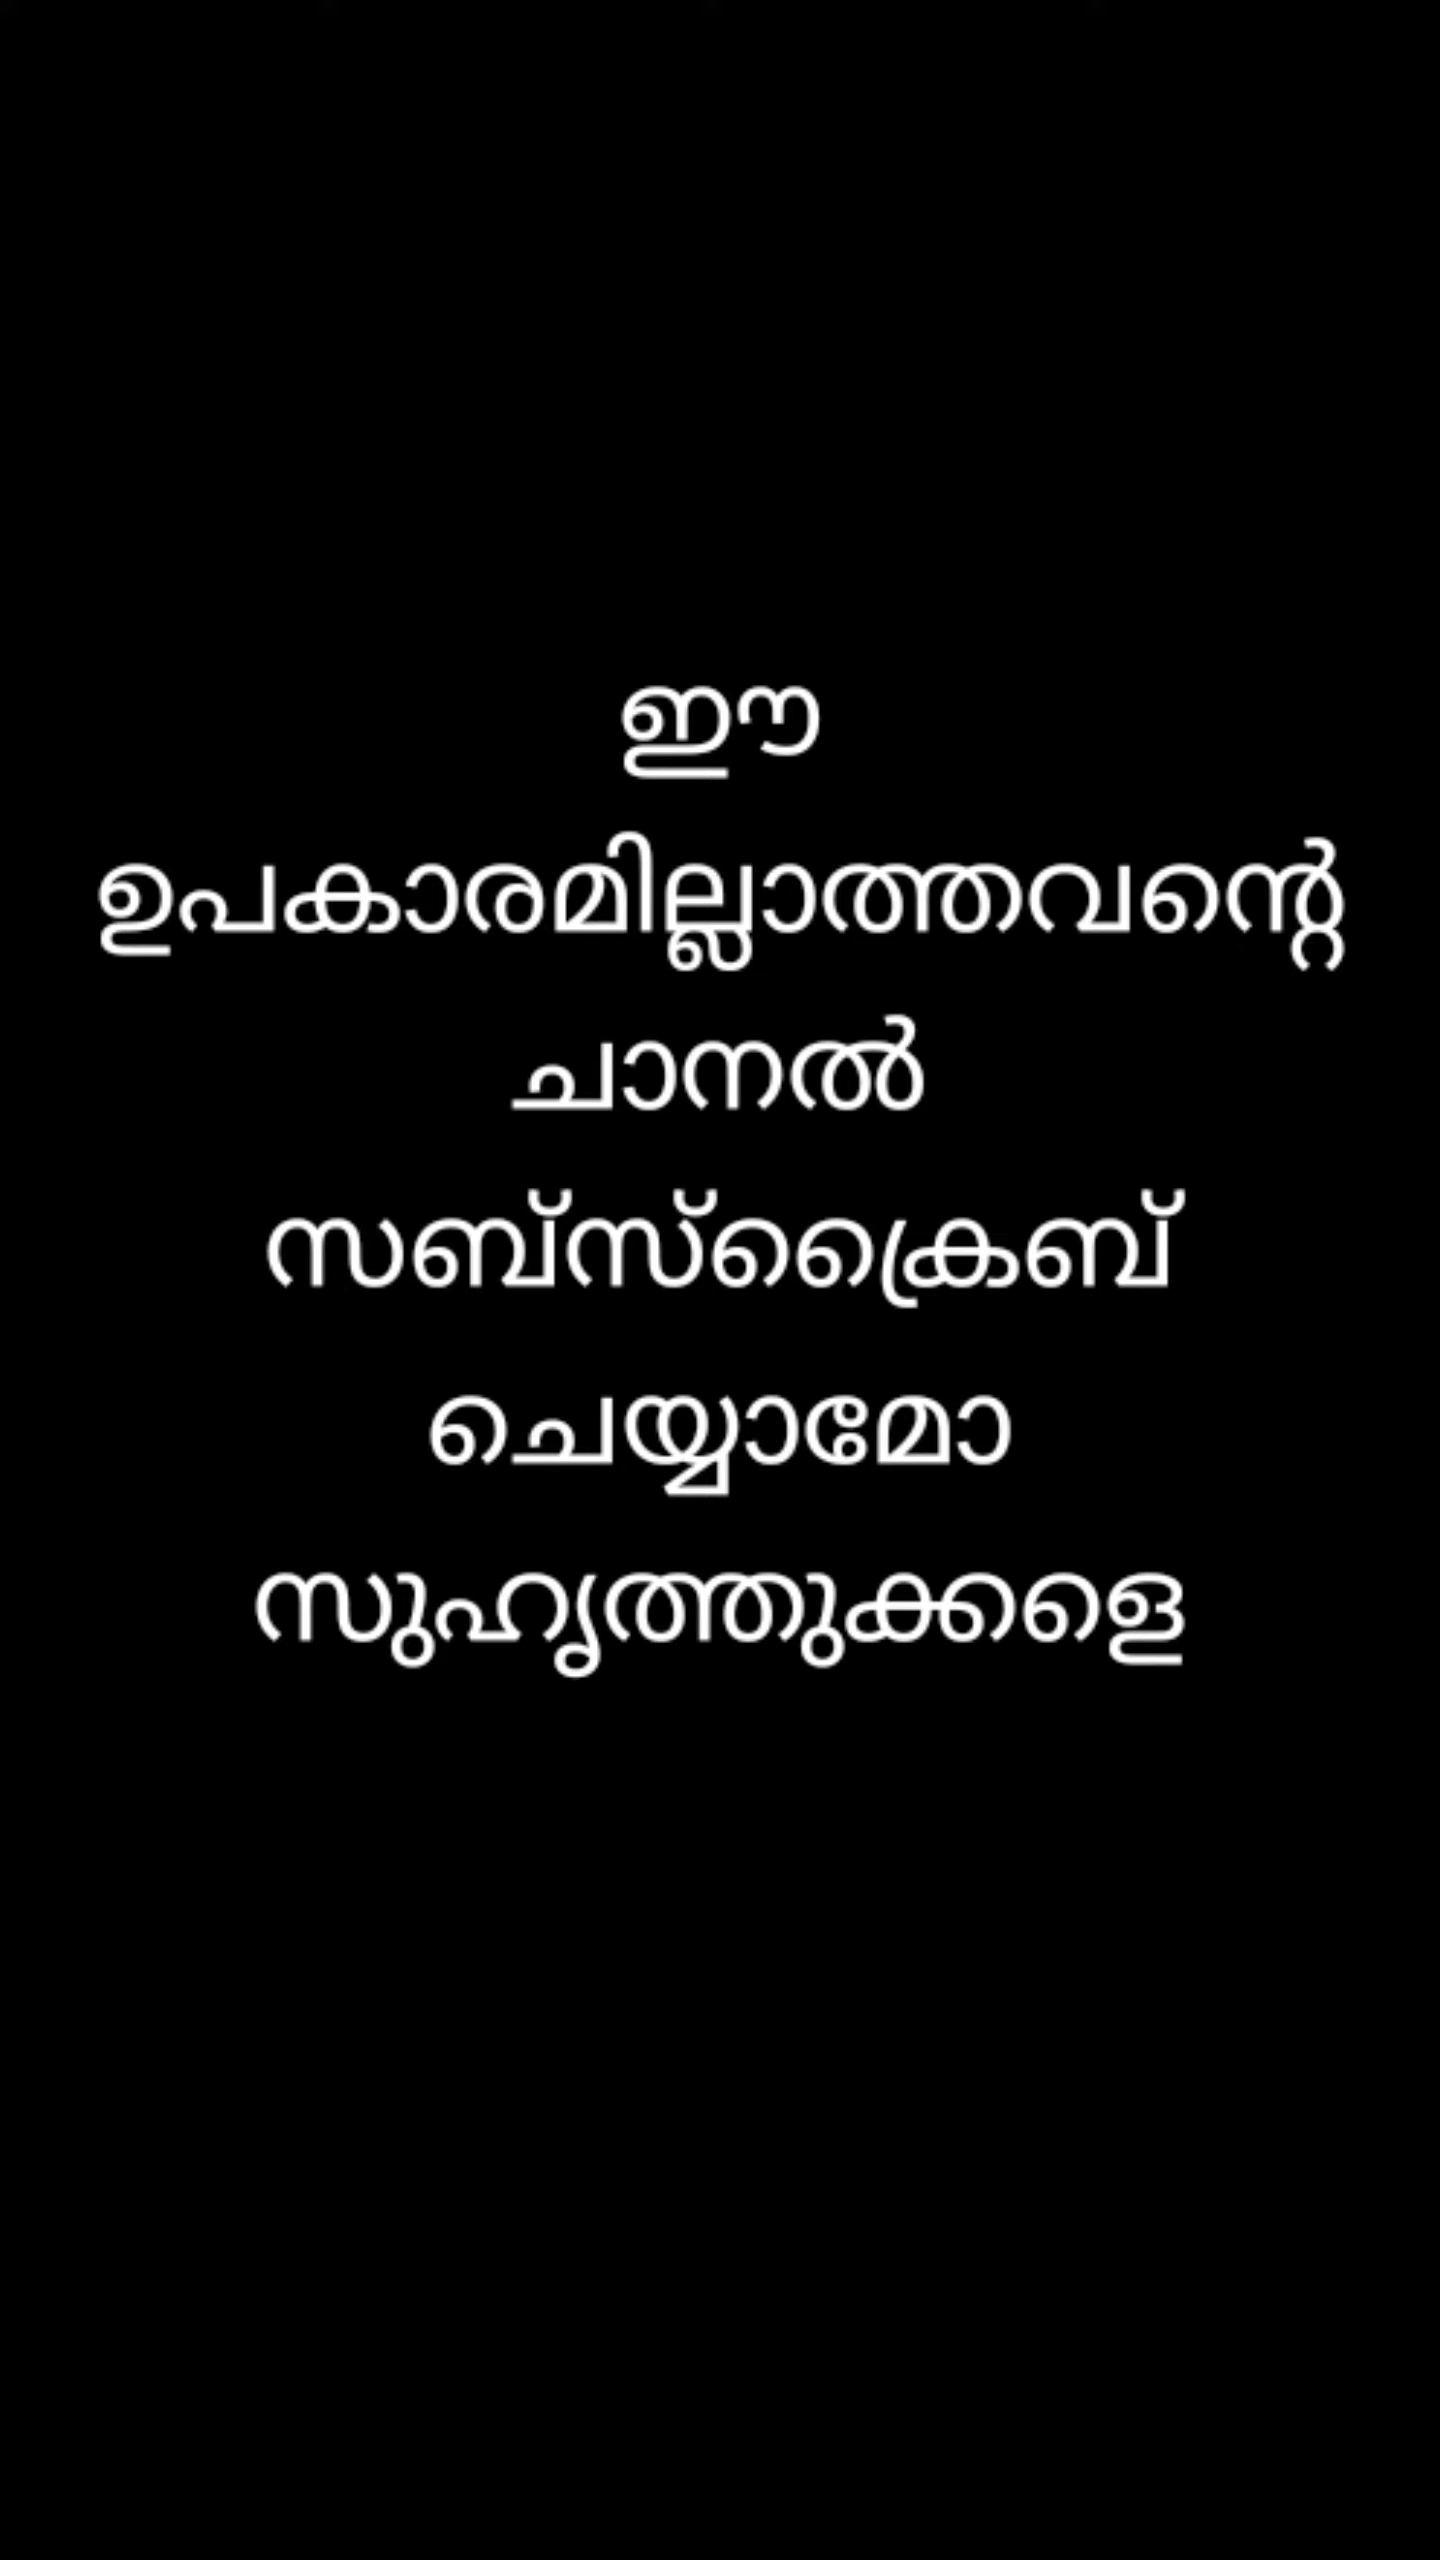 ഈ
ഉപകാരമില്ലാത്തവന്റെ
ചാനൽ
സബ്സ്ക്രൈബ്
ചെയ്യാമോ
സുഹൃത്തുക്കളെ